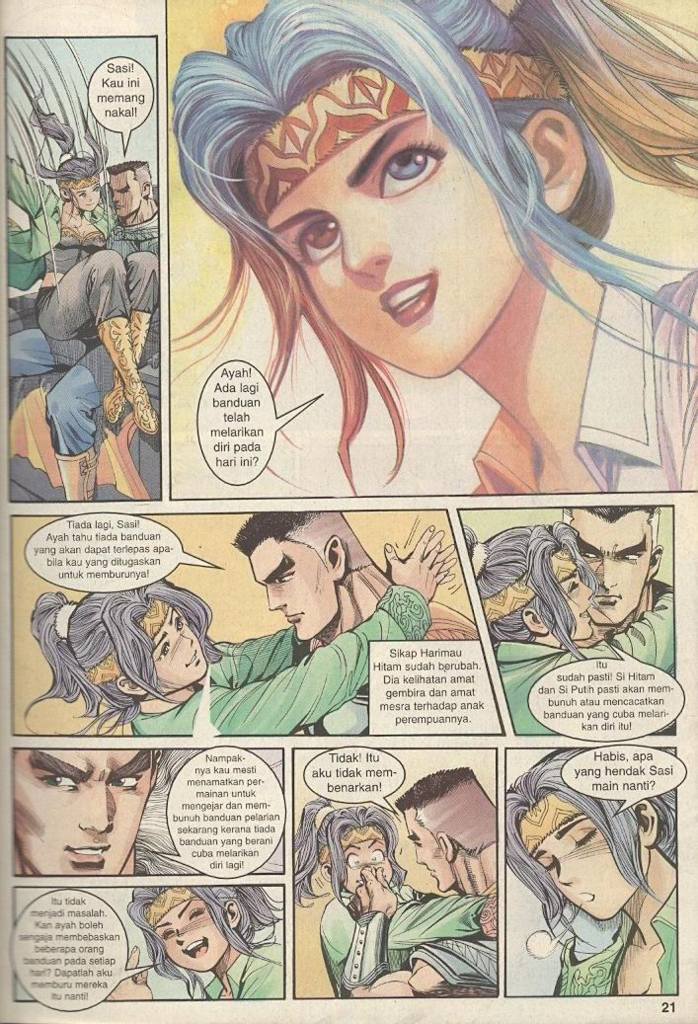 Sasi!
Kau ini
memang
nakal!
Ayah!
Ada lagi
banduan
telah
melarikan
diri pada
hari ini?
Tiada lagi, Sasi!
Ayah tahu tiada banduan
yang akan dapat terlepas apa-
bila kau yang ditugaskan
untuk memburunya!
Sikap Harimau
Hitam sudah berubah.
Dia kelihatan amat
gembira dan amat
mesra terhadap anak
perempuannya.
Itu
sudah pasti! Si Hitam
dan Si Putih pasti akan mem-
bunuh atau mencacatkan
banduan yang cuba melari-
kan diri itu!
Nampak-
nya kau mesti
menamatkan per-
mainan untuk
mengejar dan mem-
bunuh banduan pelarian
sekarang kerana tiada
banduan yang berani
cuba melarikan
diri lagi!
Tidak! Itu
aku tidak mem-
benarkan!
Habis, apa
yang hendak Sasi
main nanti?
Itu tidak
menjadi masalah.
Kan ayah boleh
sengaja membebaskan
beberapa orang
banduan pada setiap
hari? Dapatlah aku
memburu mereka
itu nanti!
21